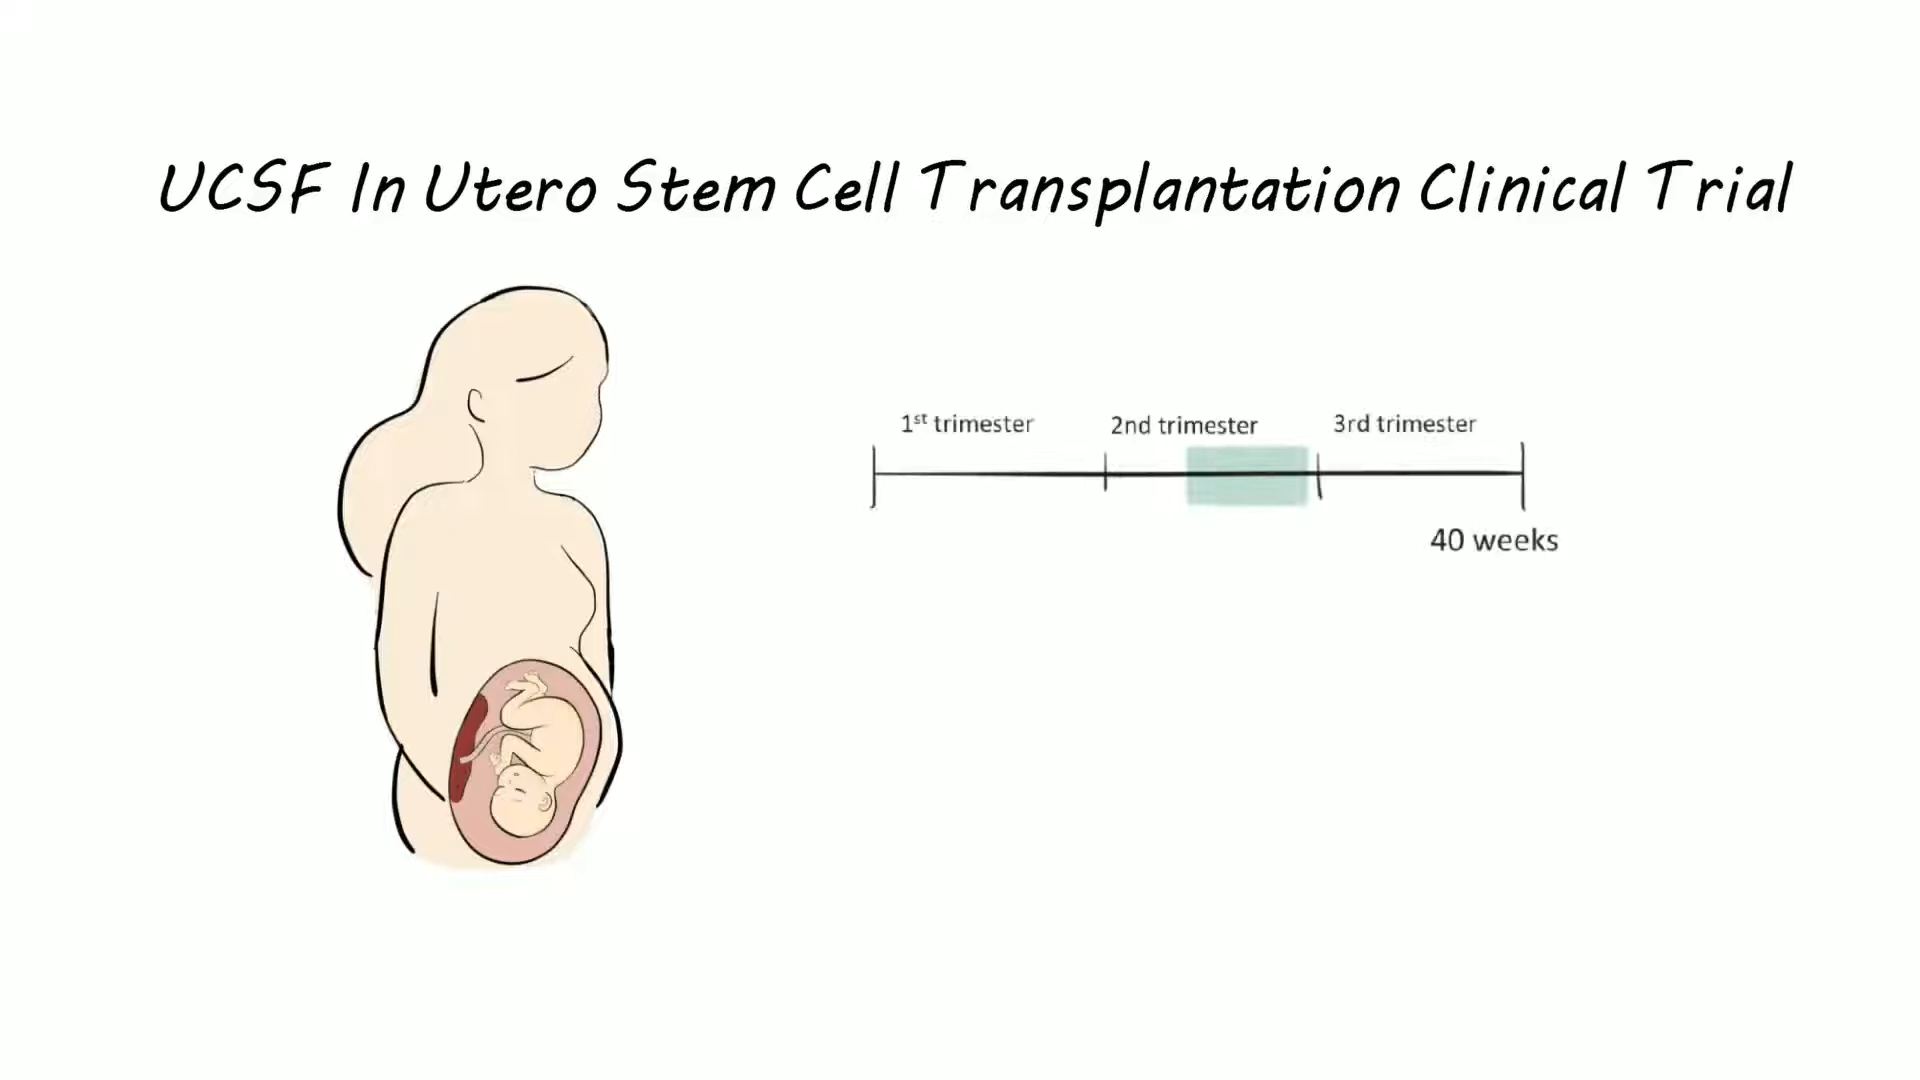 UCSF In Utero Stem Cell Transplantation Clinical Trial
1st trimester 2nd trimester 3rd trimester
40 weeks